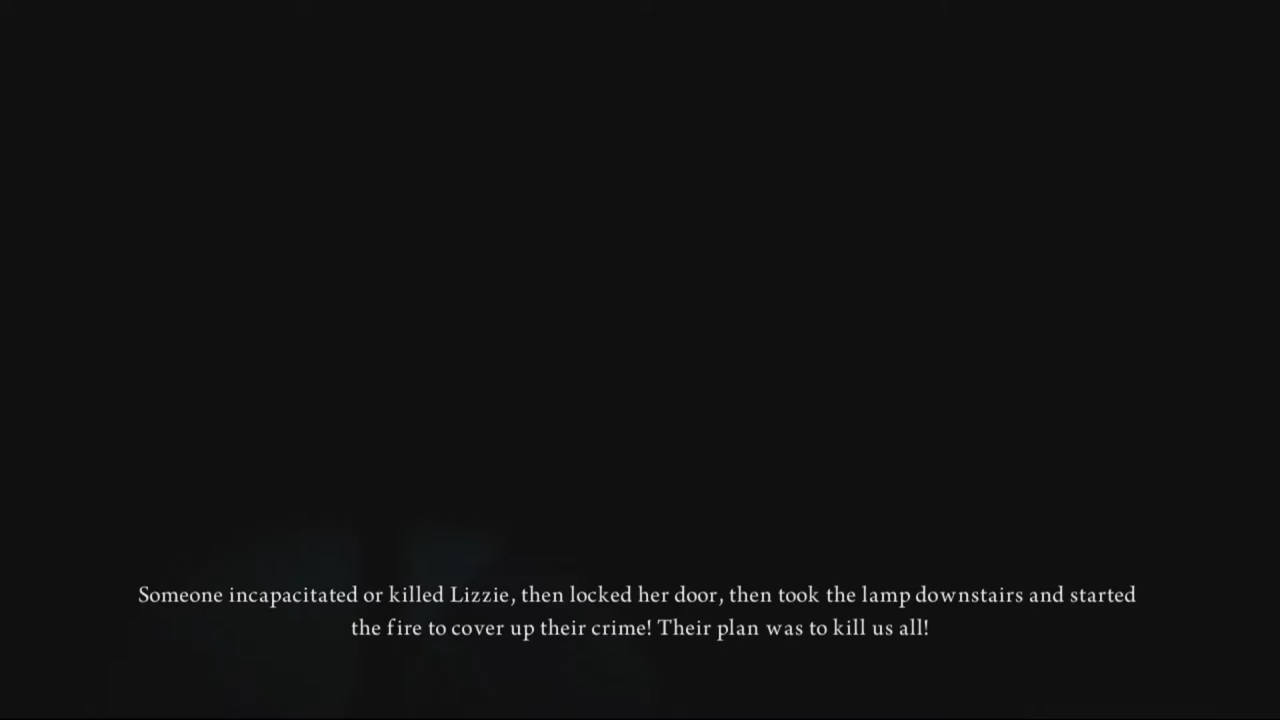 Someone incapacitated or killed Lizzie, then locked her door, then took the lamp downstairs and started
the fire to cover up their crime! Their plan was to kill us all!